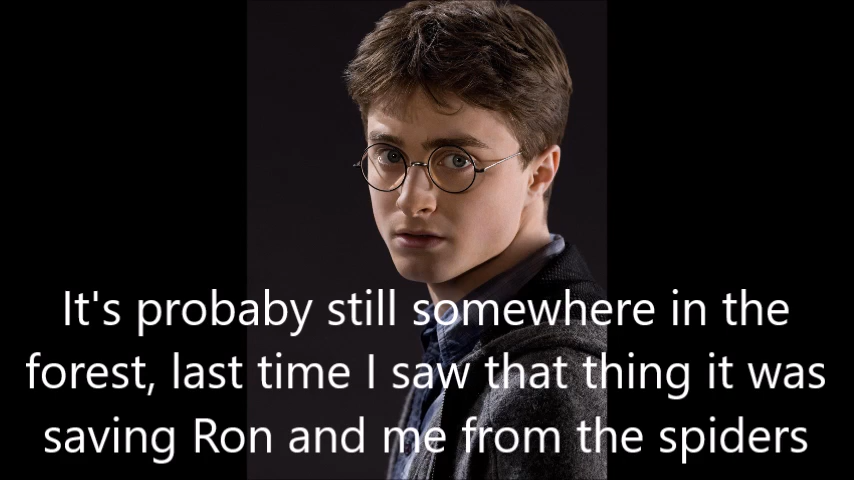 It's probaby still somewhere in the
forest, last time I saw that thing it was
saving Ron and me from the spiders